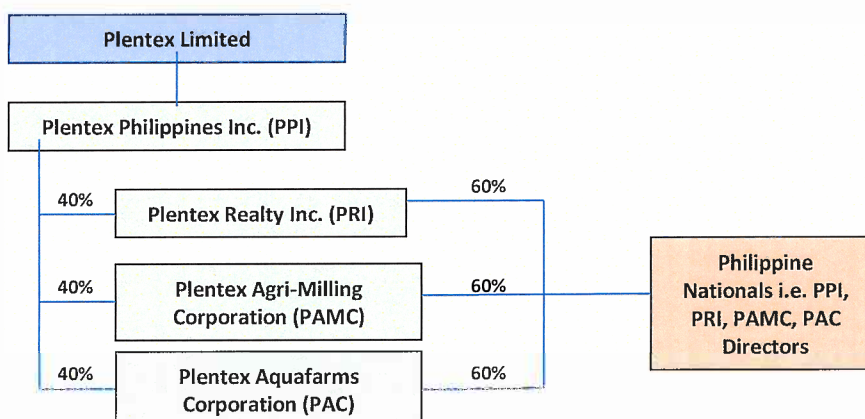 Plentex Limited
Plentex Philippines Inc. (PPI)
40%
Plentex Realty Inc. (PRI)
60%
40%
Plentex Agri-Milling
Corporation (PAMC)
60%
40%
Plentex Aquafarms
Corporation (PAC)
60%
Philippine
Nationals i.e. PPI,
PRI, PAMC, PAC
Directors